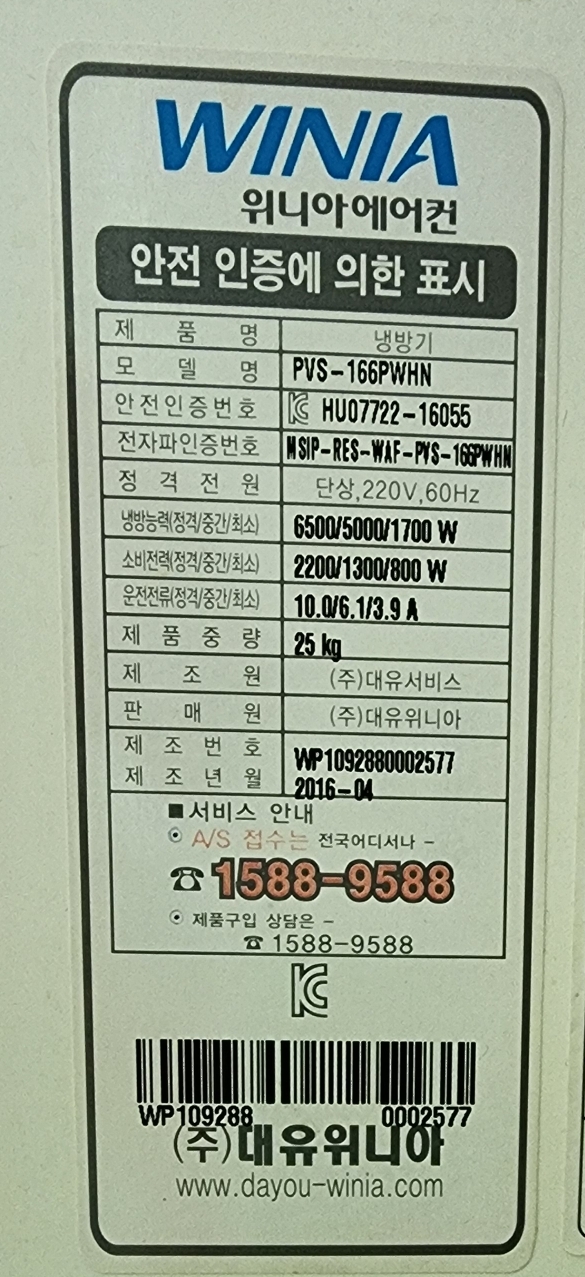 WINIA
위니아에어컨
안전 인증에 의한 표시
제 품 명 냉방기
모 델 명 PVS-166PWHN
안전인증번호 HU07722-16055
전자파인증번호 MSIP-RES-WAF-PVS-166PWHN
정 격 전 원 단상,220V,60Hz
냉방능력(정격/중간/최소) 6500/5000/1700 W
소비전력(정격/중간/최소) 2200/1300/800 W
운전전류(정격/중간/최소) 10.0/6.1/3.9 A
제 품 중 량 25 kg
제 조 원 (주)대유서비스
판 매 원 (주)대유위니아
제 조 번 호 WP1092880002577
제 조 년 월 2016-04
■서비스 안내
⊙ A/S 접수는 전국어디서나 -
☎1588-9588
⊙ 제품구입 상담은 -
☎ 1588-9588
WP109288 0002577
(주)대유위니아
www.dayou-winia.com